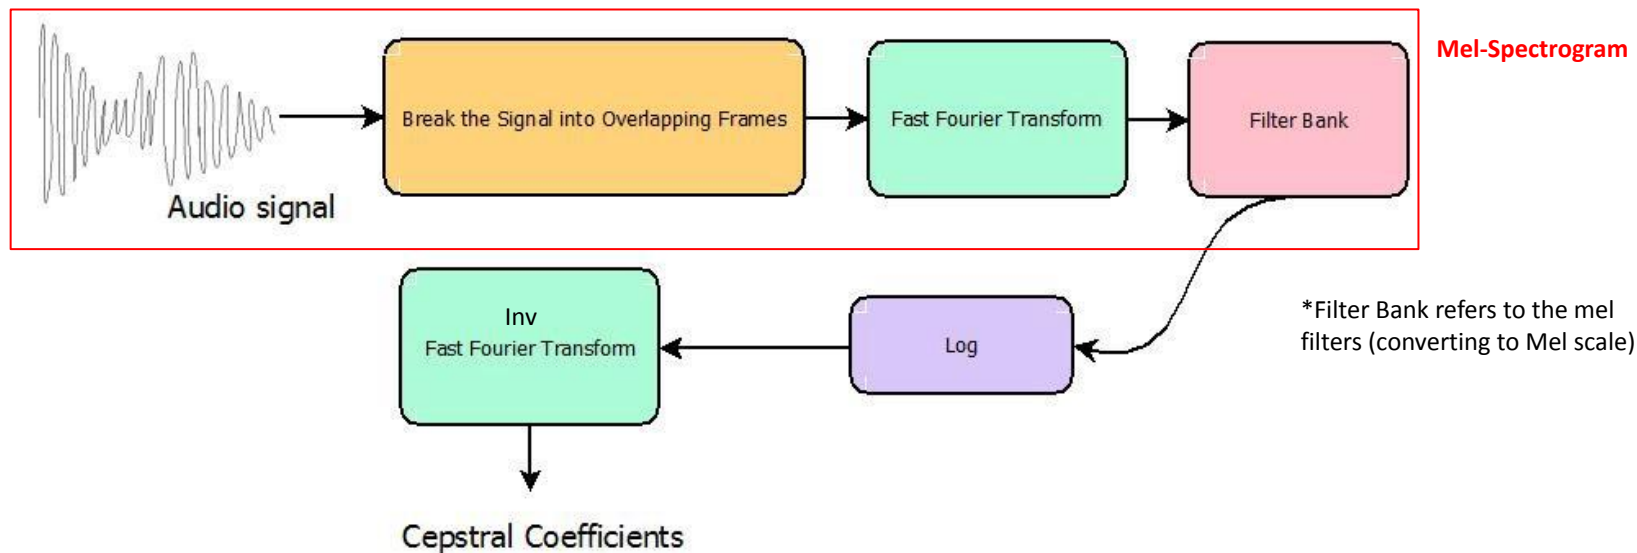 Mel-Spectrogram
Break the Signal into Overlapping Frames
Fast Fourier Transform
Filter Bank
Audio signal
*Filter Bank refers to the mel
filters (converting to Mel scale)
Log
Inv
Fast Fourier Transform
Cepstral Coefficients